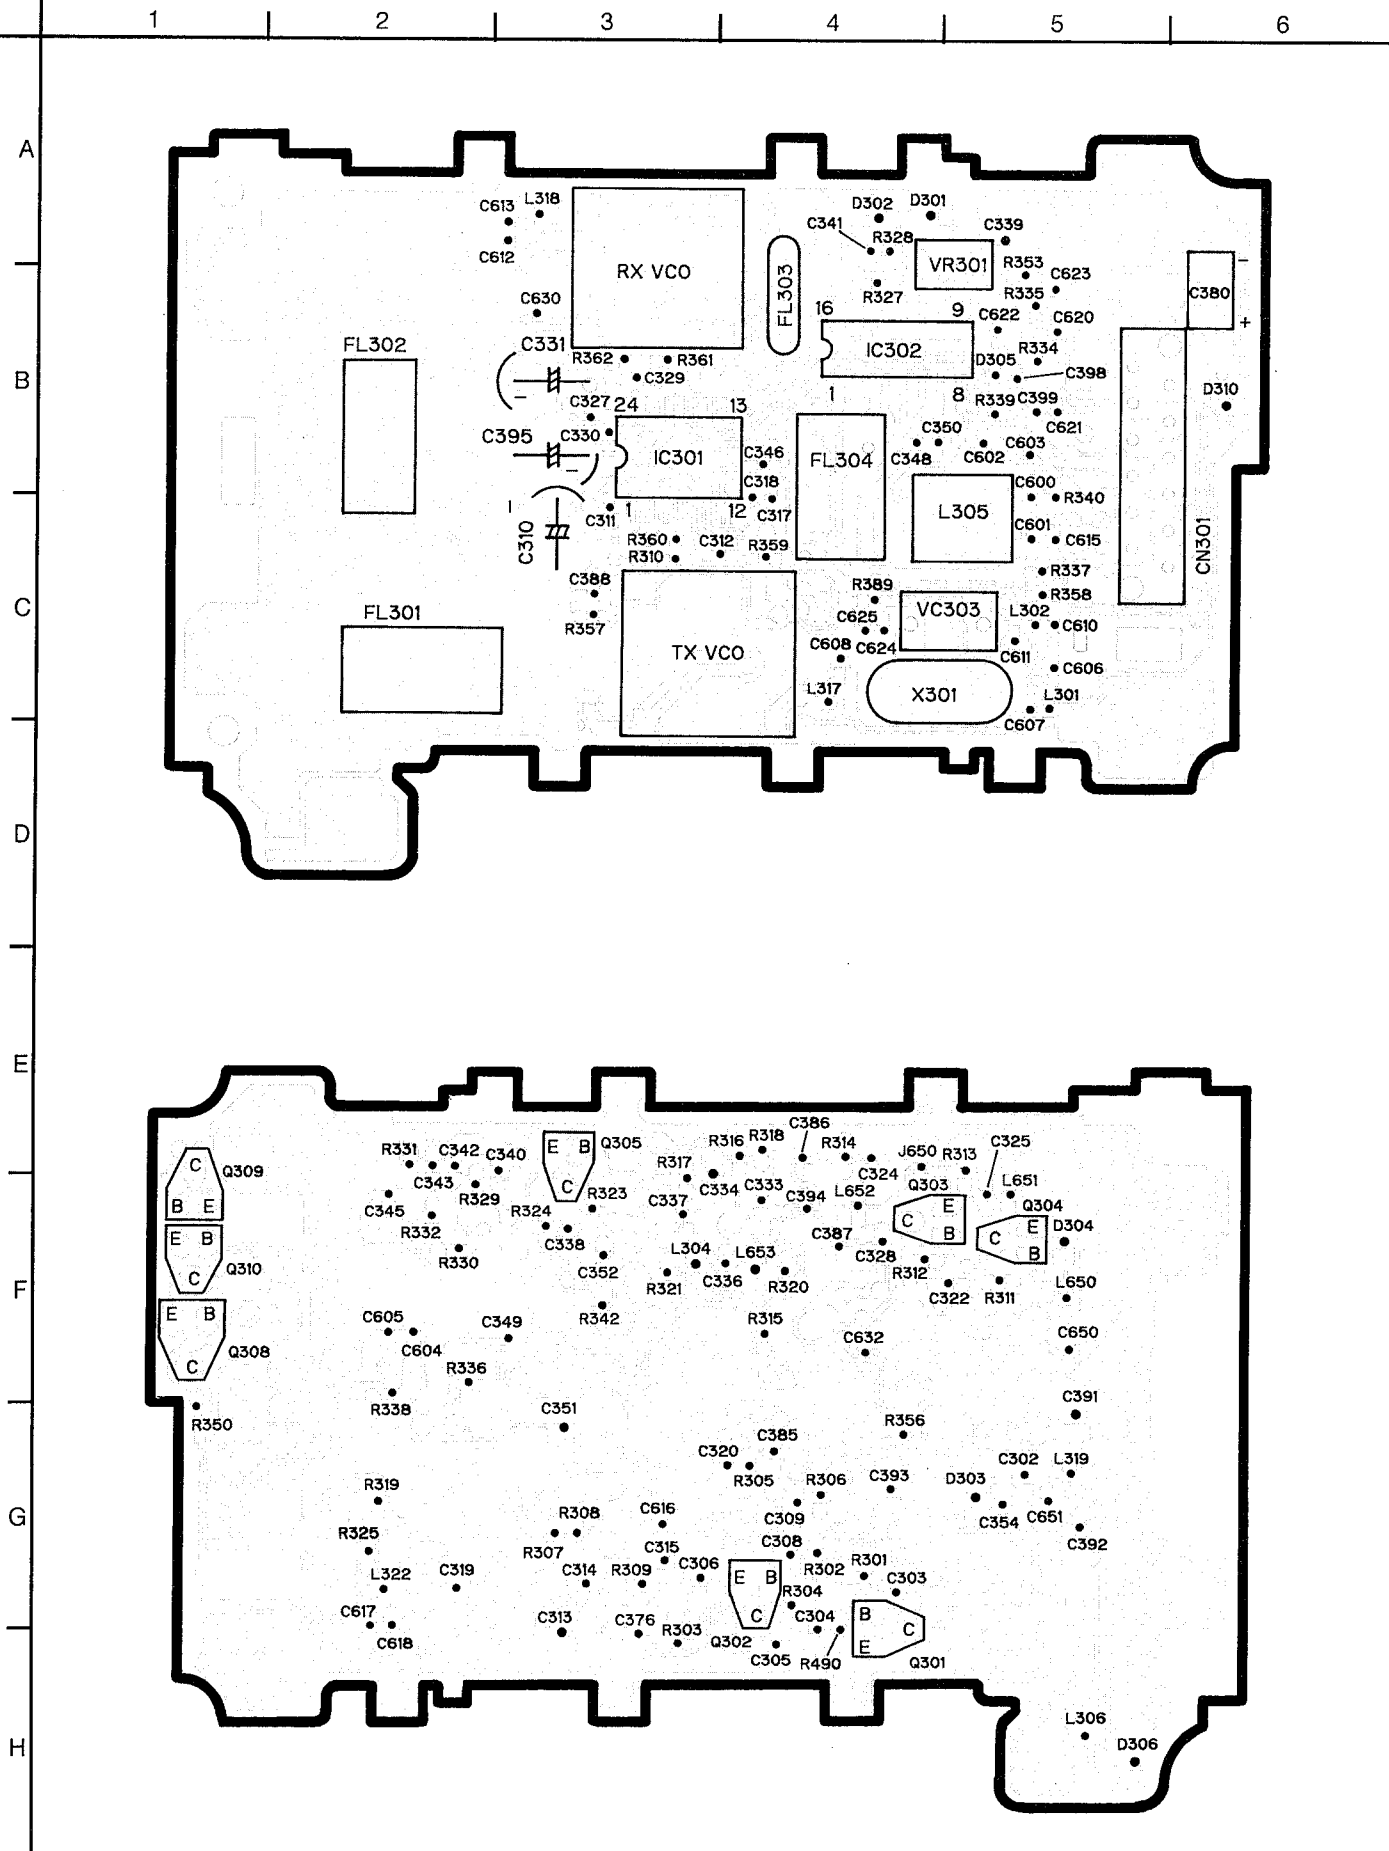 1 2 3 4 5 6
A
C613 L318
C612
RX VCO
FL303
D302 D301
C341 R328
C339
VR301
R353
C623
R327
R335
C380
−
+
C630
16 9
C622 C620
IC302
FL302
C331
−
R362 R361
C329
R334
D305 C398
B
D310
1 8
R339 C399
C621
C327 24 13
C395 C330
−
IC301
C346
FL304
C350
C348 C602 C603
C318
C600
R340
L305
C311 1 12 C317
C310
R360 C312 R359
R310
C601 C615
CN301
R337
C388
R389
R358
C
FL301
R357
VC303
L302
C625 C610
C608 C624 C611
TX VCO
C606
L317 X301 L301
C607
D
E
C386
R316 R318 R314 J650 R313 C325
Q305
E B
C
R331 C342 C340
Q309
C
B E
R317 C324
C343 R329
C334 C333 L652 Q303 L651
C345 R324 R323 C337 C394
C E B
Q304
C E B
D304
R332 C338
E B
C
Q310
R330 C352
L304 L653 C387 C328
R321 C336 R320 R312
C322 R311 L650
F
R342
E B
C
Q308
C605 C349
C604
R315 C632 C650
R336
R338
R350
C351 C391
R356
C385
C320
R305
R306 C393 D303 C302 L319
R319
C309 C354 C651
G
R308 C616
C392
R325
R307 C315 C308
R302 R301
L322 C319 C314 R309 C306
E B
C
R304 C303
C617 C313 C376 C304
B
C
E
C618 R303 Q302 C305 R490 Q301
L306
H
D306